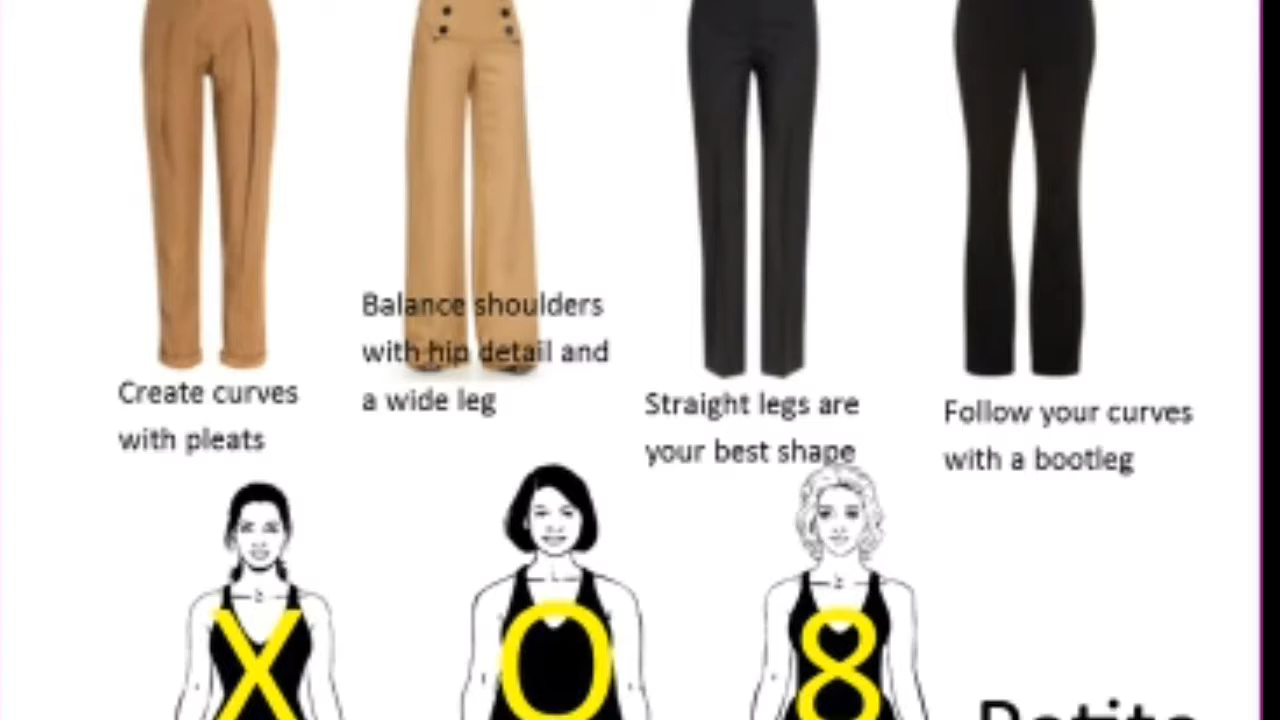 Create curves
with pleats
Balance shoulders
with hip detail and
a wide leg
Straight legs are
your best shape
Follow your curves
with a bootleg
X
O
8
Petite